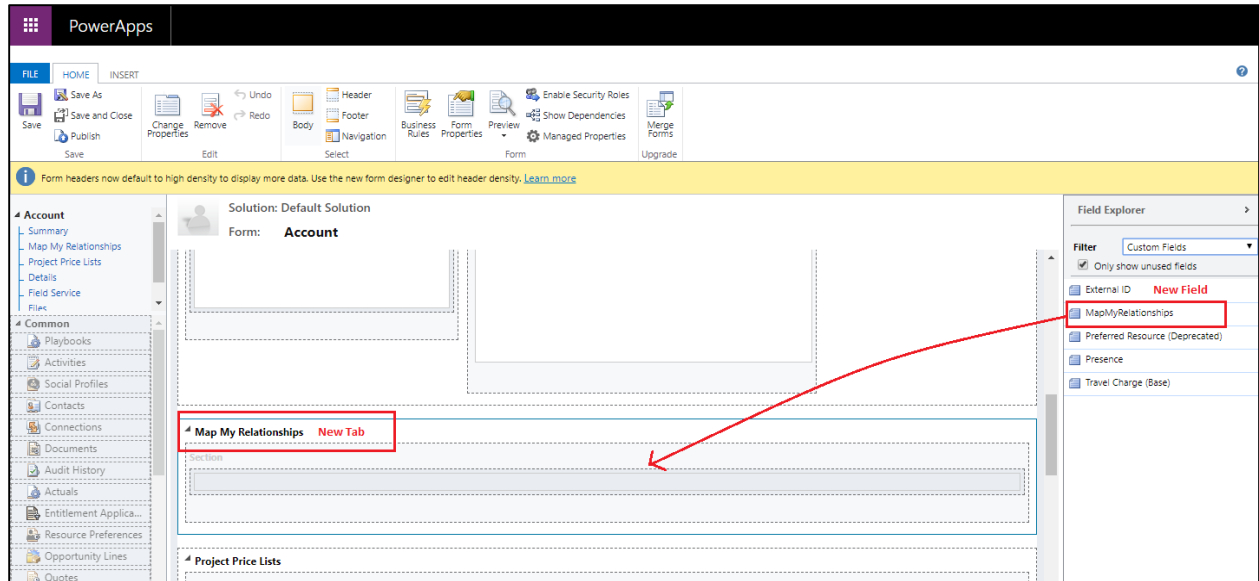 PowerApps
FILE HOME INSERT
Save
Save As
Save and Close
Publish
Save
Change Properties
Remove
Undo
Redo
Edit
Body
Header
Footer
Navigation
Select
Business Rules
Form Properties
Preview
Enable Security Roles
Show Dependencies
Managed Properties
Form
Merge Forms
Upgrade
Form headers now default to high density to display more data. Use the new form designer to edit header density. Learn more
Account
Summary
Map My Relationships
Project Price Lists
Details
Field Service
Files
Common
Playbooks
Activities
Social Profiles
Contacts
Connections
Documents
Audit History
Actuals
Entitlement Applica...
Resource Preferences
Opportunity Lines
Quotes
Solution: Default Solution
Form: Account
Map My Relationships New Tab
Section
Project Price Lists
Field Explorer
Filter Custom Fields
Only show unused fields
External ID New Field
MapMyRelationships
Preferred Resource (Deprecated)
Presence
Travel Charge (Base)